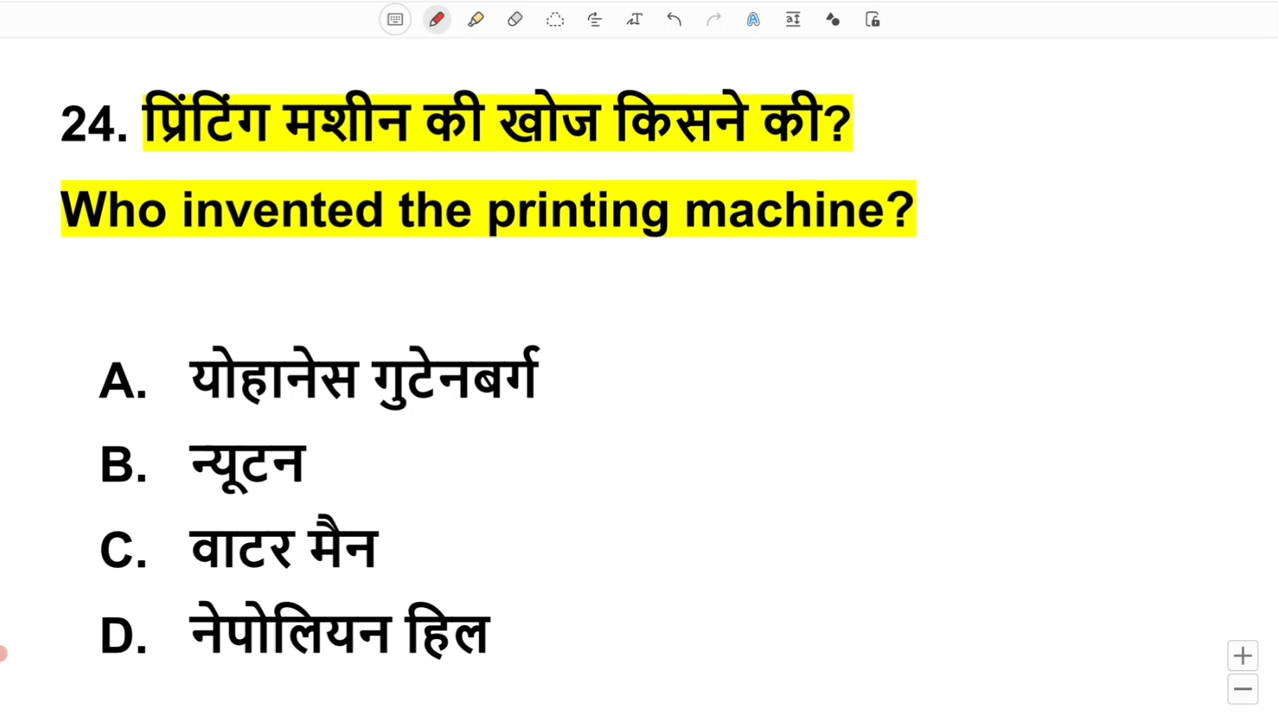 24. प्रिंटिंग मशीन की खोज किसने की?
Who invented the printing machine?
A. योहानेस गुटेनबर्ग
B. न्यूटन
C. वाटर मैन
D. नेपोलियन हिल